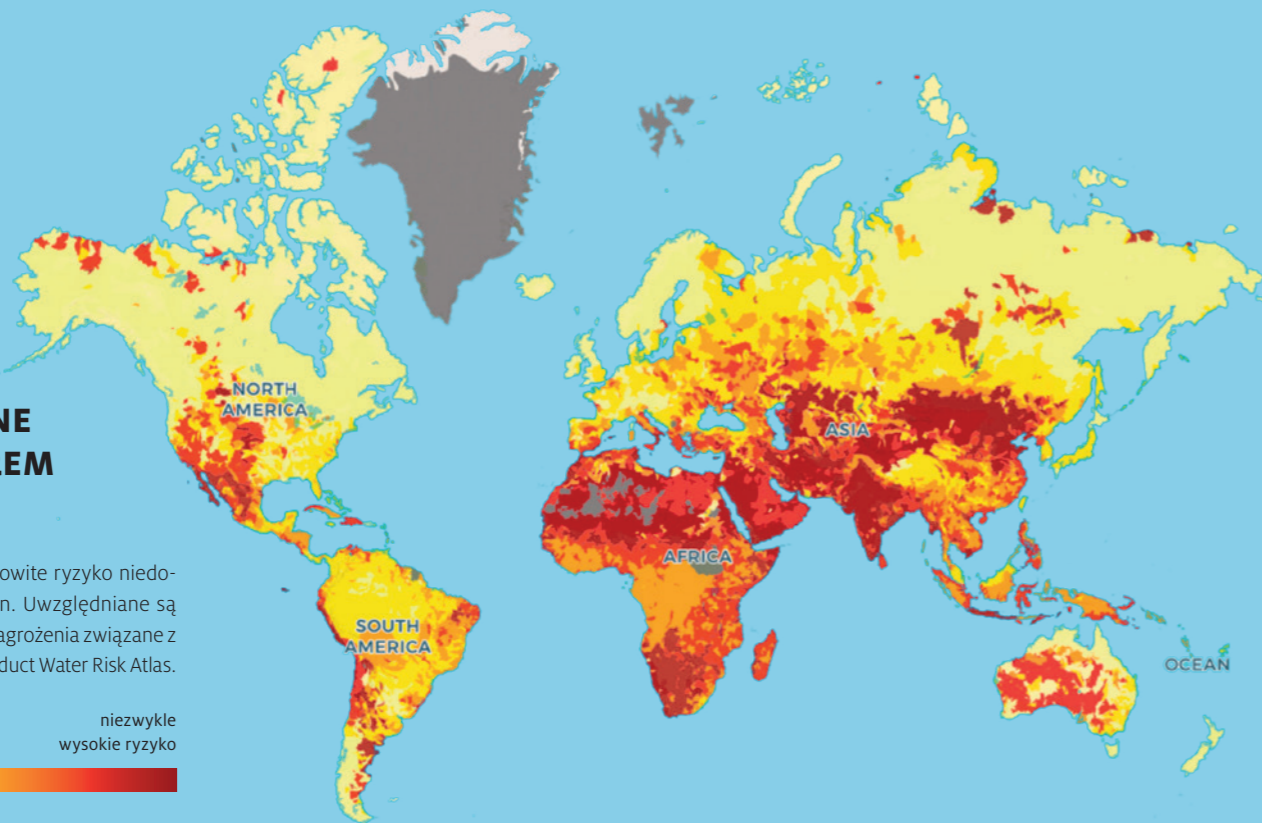 NE
LEM
owite ryzyko niedo-
n. Uwzględniane są
agrożenia związane z
duct Water Risk Atlas.
niezwykle
wysokie ryzyko
NORTH
AMERICA
SOUTH
AMERICA
AFRICA
ASIA
OCEAN